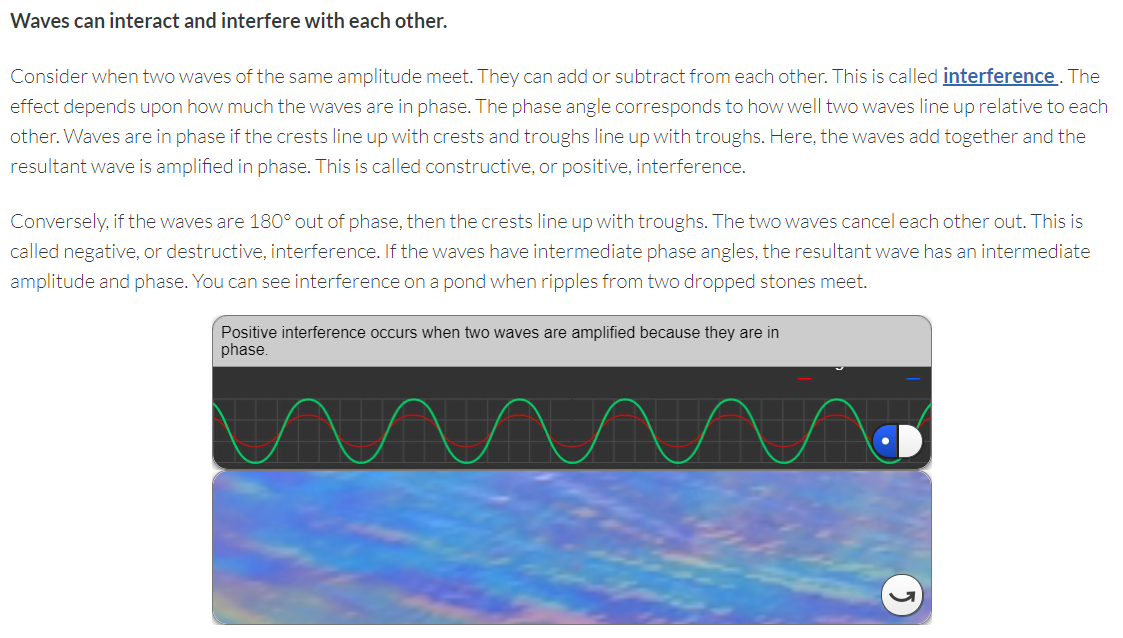 Waves can interact and interfere with each other.
Consider when two waves of the same amplitude meet. They can add or subtract from each other. This is called interference . The
effect depends upon how much the waves are in phase. The phase angle corresponds to how well two waves line up relative to each
other. Waves are in phase if the crests line up with crests and troughs line up with troughs. Here, the waves add together and the
resultant wave is amplified in phase. This is called constructive, or positive, interference.
Conversely, if the waves are 180° out of phase, then the crests line up with troughs. The two waves cancel each other out. This is
called negative, or destructive, interference. If the waves have intermediate phase angles, the resultant wave has an intermediate
amplitude and phase. You can see interference on a pond when ripples from two dropped stones meet.
Positive interference occurs when two waves are amplified because they are in
phase.